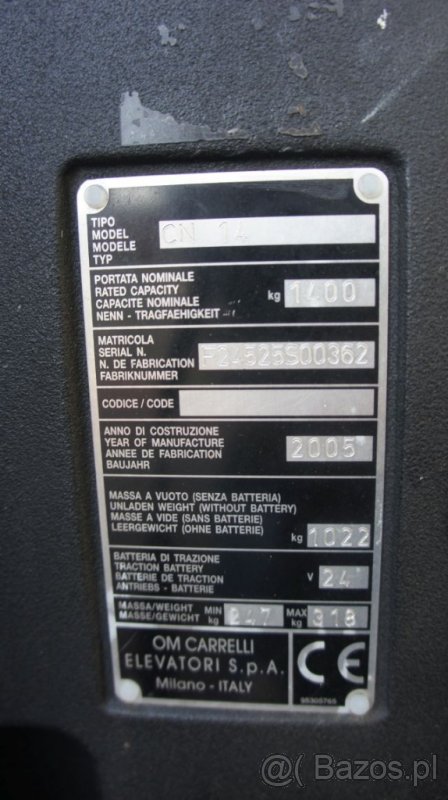 TIPO
MODEL
MODELE
TYP
CN 14
PORTATA NOMINALE
RATED CAPACITY
CAPACITE NOMINALE
NENN - TRAGFAEHIGKEIT
kg 1400
MATRICOLA
SERIAL N.
N. DE FABRICATION
FABRIKNUMMER
F24525S00362
CODICE / CODE
ANNO DI COSTRUZIONE
YEAR OF MANUFACTURE
ANNEE DE FABRICATION
BAUJAHR
2005
MASSA A VUOTO (SENZA BATTERIA)
UNLADEN WEIGHT (WITHOUT BATTERY)
MASSE A VIDE (SANS BATTERIE)
LEERGEWICHT (OHNE BATTERIE)
kg 1022
BATTERIA DI TRAZIONE
TRACTION BATTERY
BATTERIE DE TRACTION
ANTRIEBS - BATTERIE
V 24
MASSA/WEIGHT
MASSE/GEWICHT
MIN kg 247
MAX kg 318
OM CARRELLI
ELEVATORI S.p.A.
Milano - ITALY
CE
95305765
@( Bazos.pl